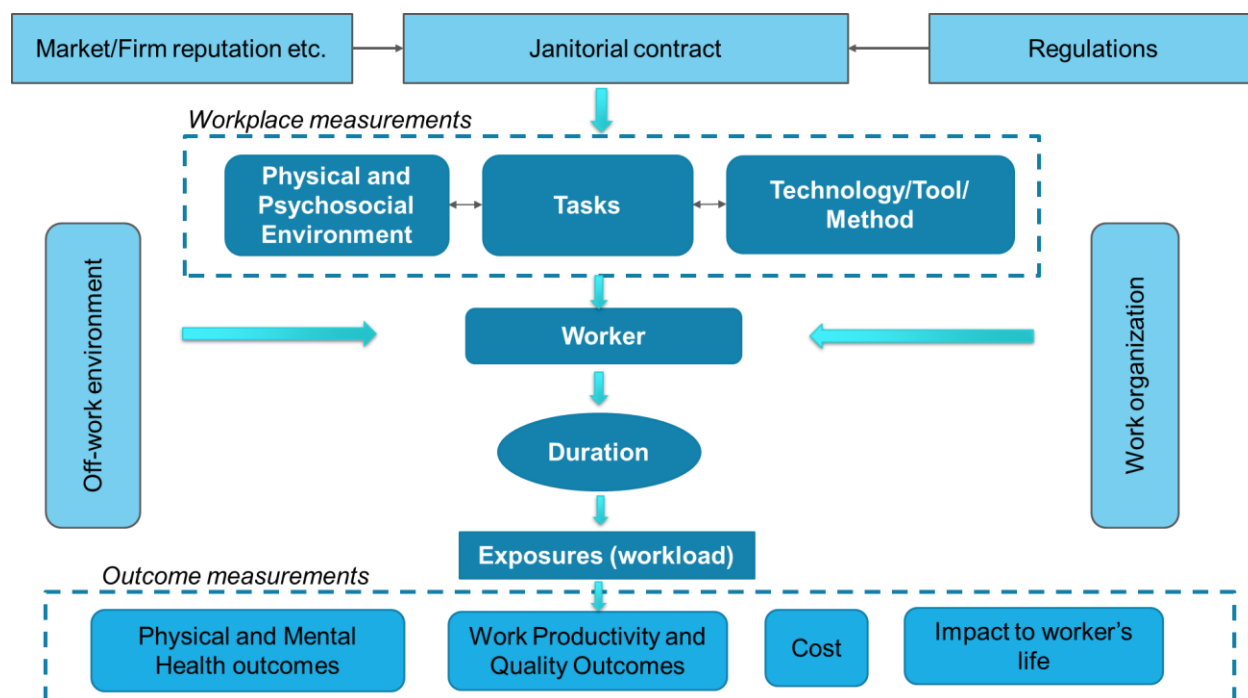 Market/Firm reputation etc.
Janitorial contract
Regulations
Workplace measurements
Physical and
Psychosocial
Environment
Tasks
Technology/Tool/
Method
Off-work environment
Worker
Work organization
Duration
Exposures (workload)
Outcome measurements
Physical and Mental
Health outcomes
Work Productivity and
Quality Outcomes
Cost
Impact to worker’s
life